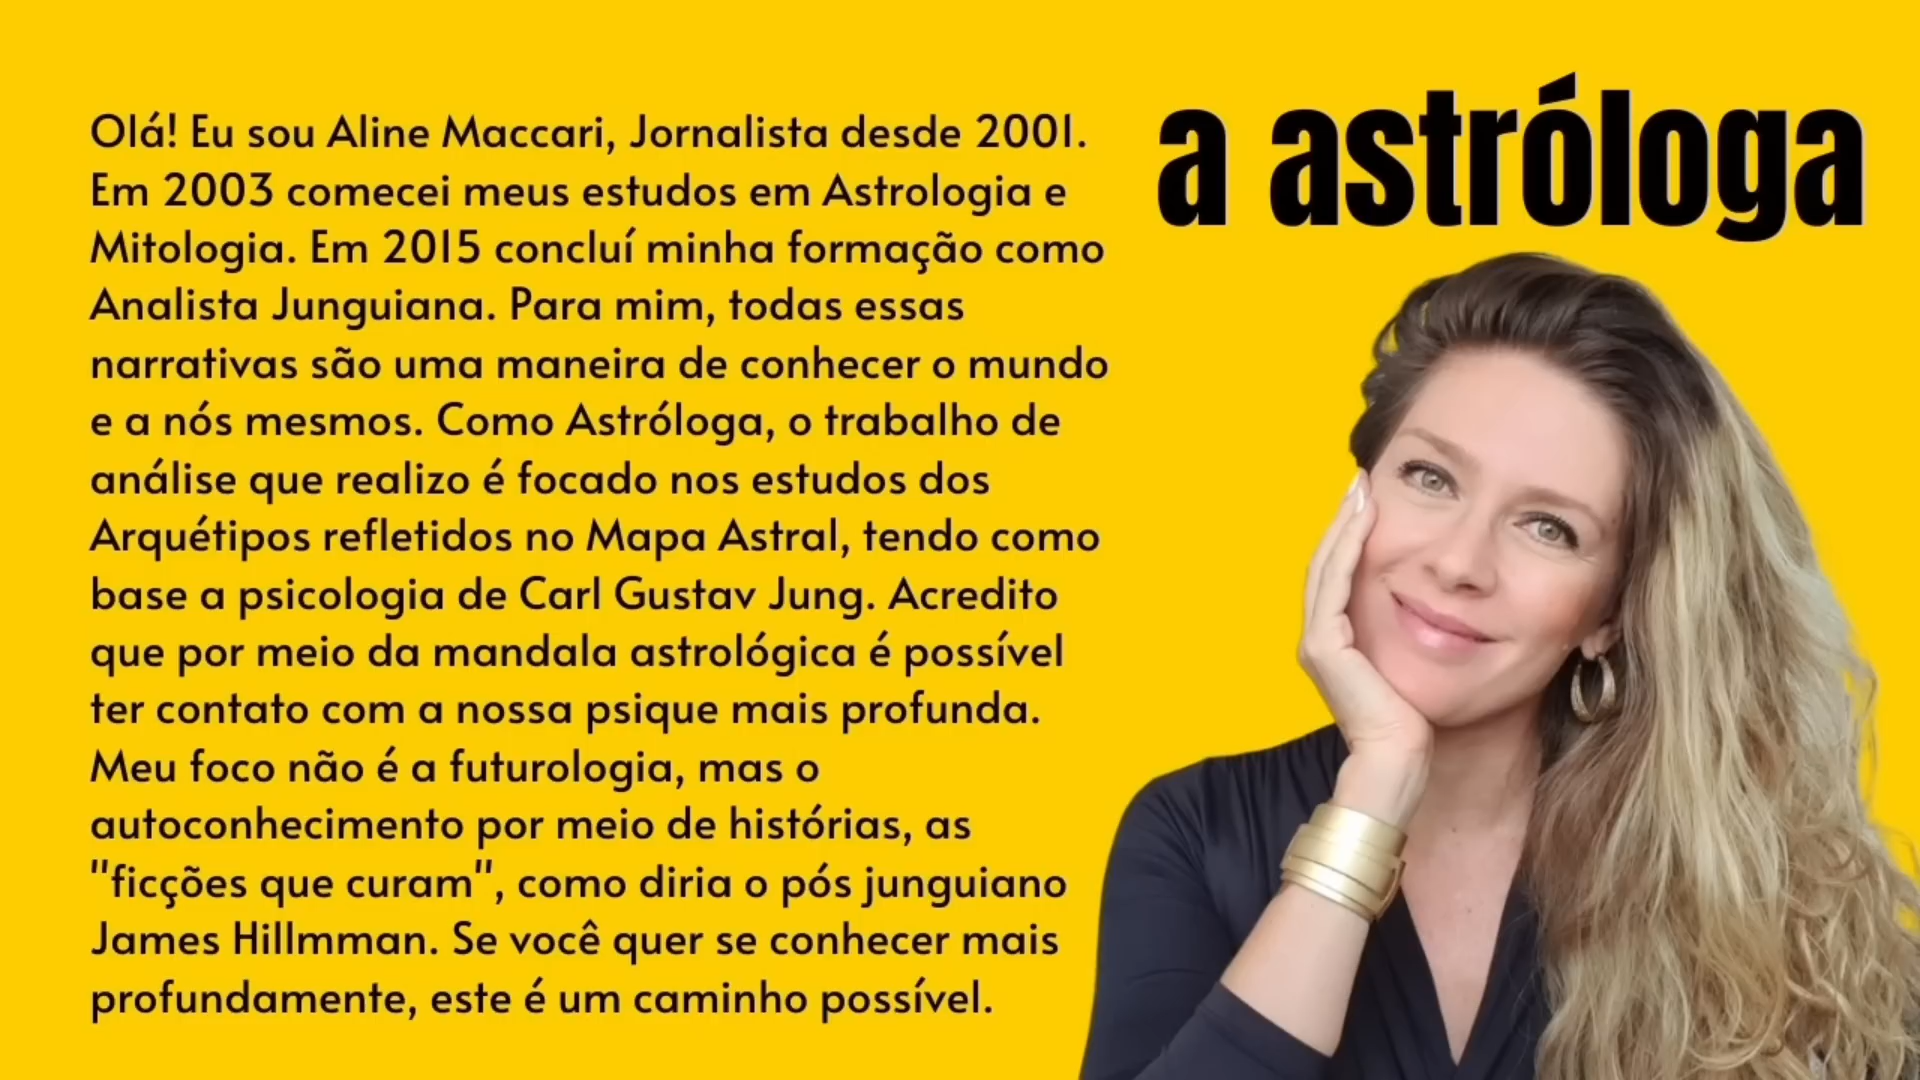 a astróloga
Olá! Eu sou Aline Maccari, Jornalista desde 2001.
Em 2003 comecei meus estudos em Astrologia e
Mitologia. Em 2015 concluí minha formação como
Analista Junguiana. Para mim, todas essas
narrativas são uma maneira de conhecer o mundo
e a nós mesmos. Como Astróloga, o trabalho de
análise que realizo é focado nos estudos dos
Arquétipos refletidos no Mapa Astral, tendo como
base a psicologia de Carl Gustav Jung. Acredito
que por meio da mandala astrológica é possível
ter contato com a nossa psique mais profunda.
Meu foco não é a futurologia, mas o
autoconhecimento por meio de histórias, as
"ficções que curam", como diria o pós junguiano
James Hillmman. Se você quer se conhecer mais
profundamente, este é um caminho possível.